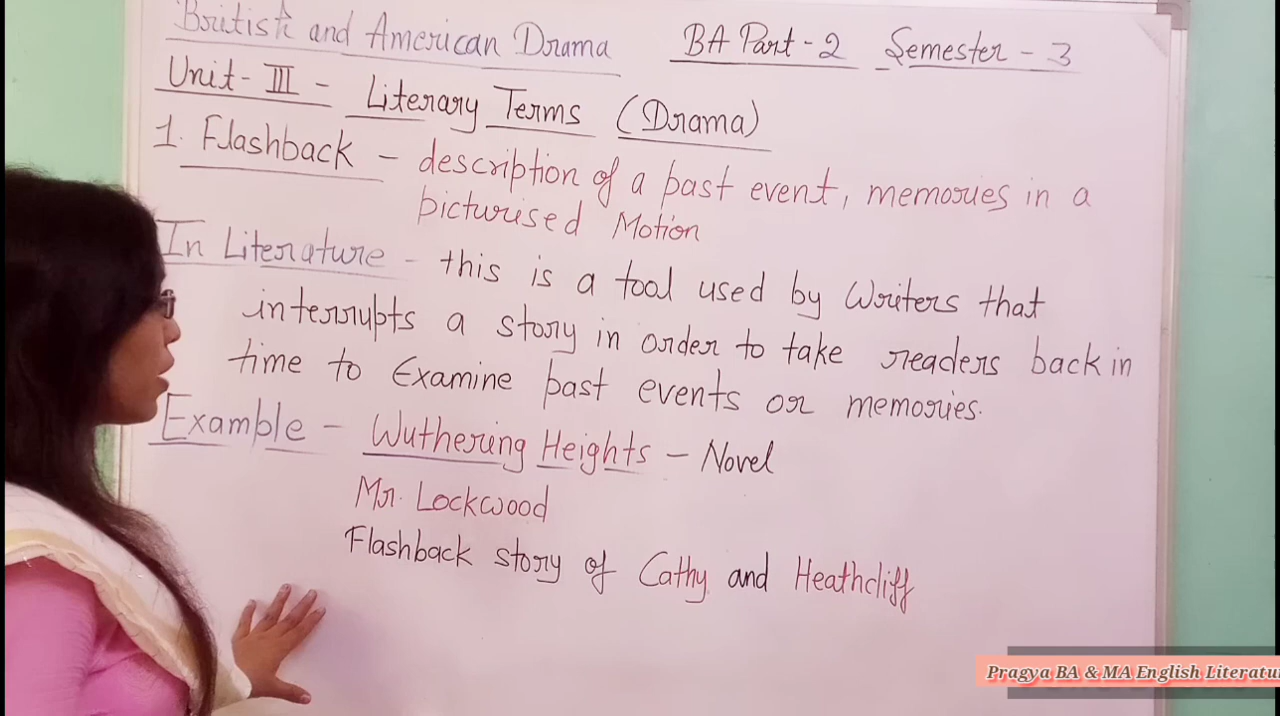 British and American Drama BA Part-2 Semester-3
Unit-III - Literary Terms (Drama)
1. Flashback - description of a past event, memories in a
picturised Motion
In Literature - this is a tool used by Writers that
interrupts a story in order to take readers back in
time to Examine past events or memories.
Example - Wuthering Heights - Novel
Mr. Lockwood
Flashback story of Cathy and Heathcliff
Pragya BA & MA English Literatu